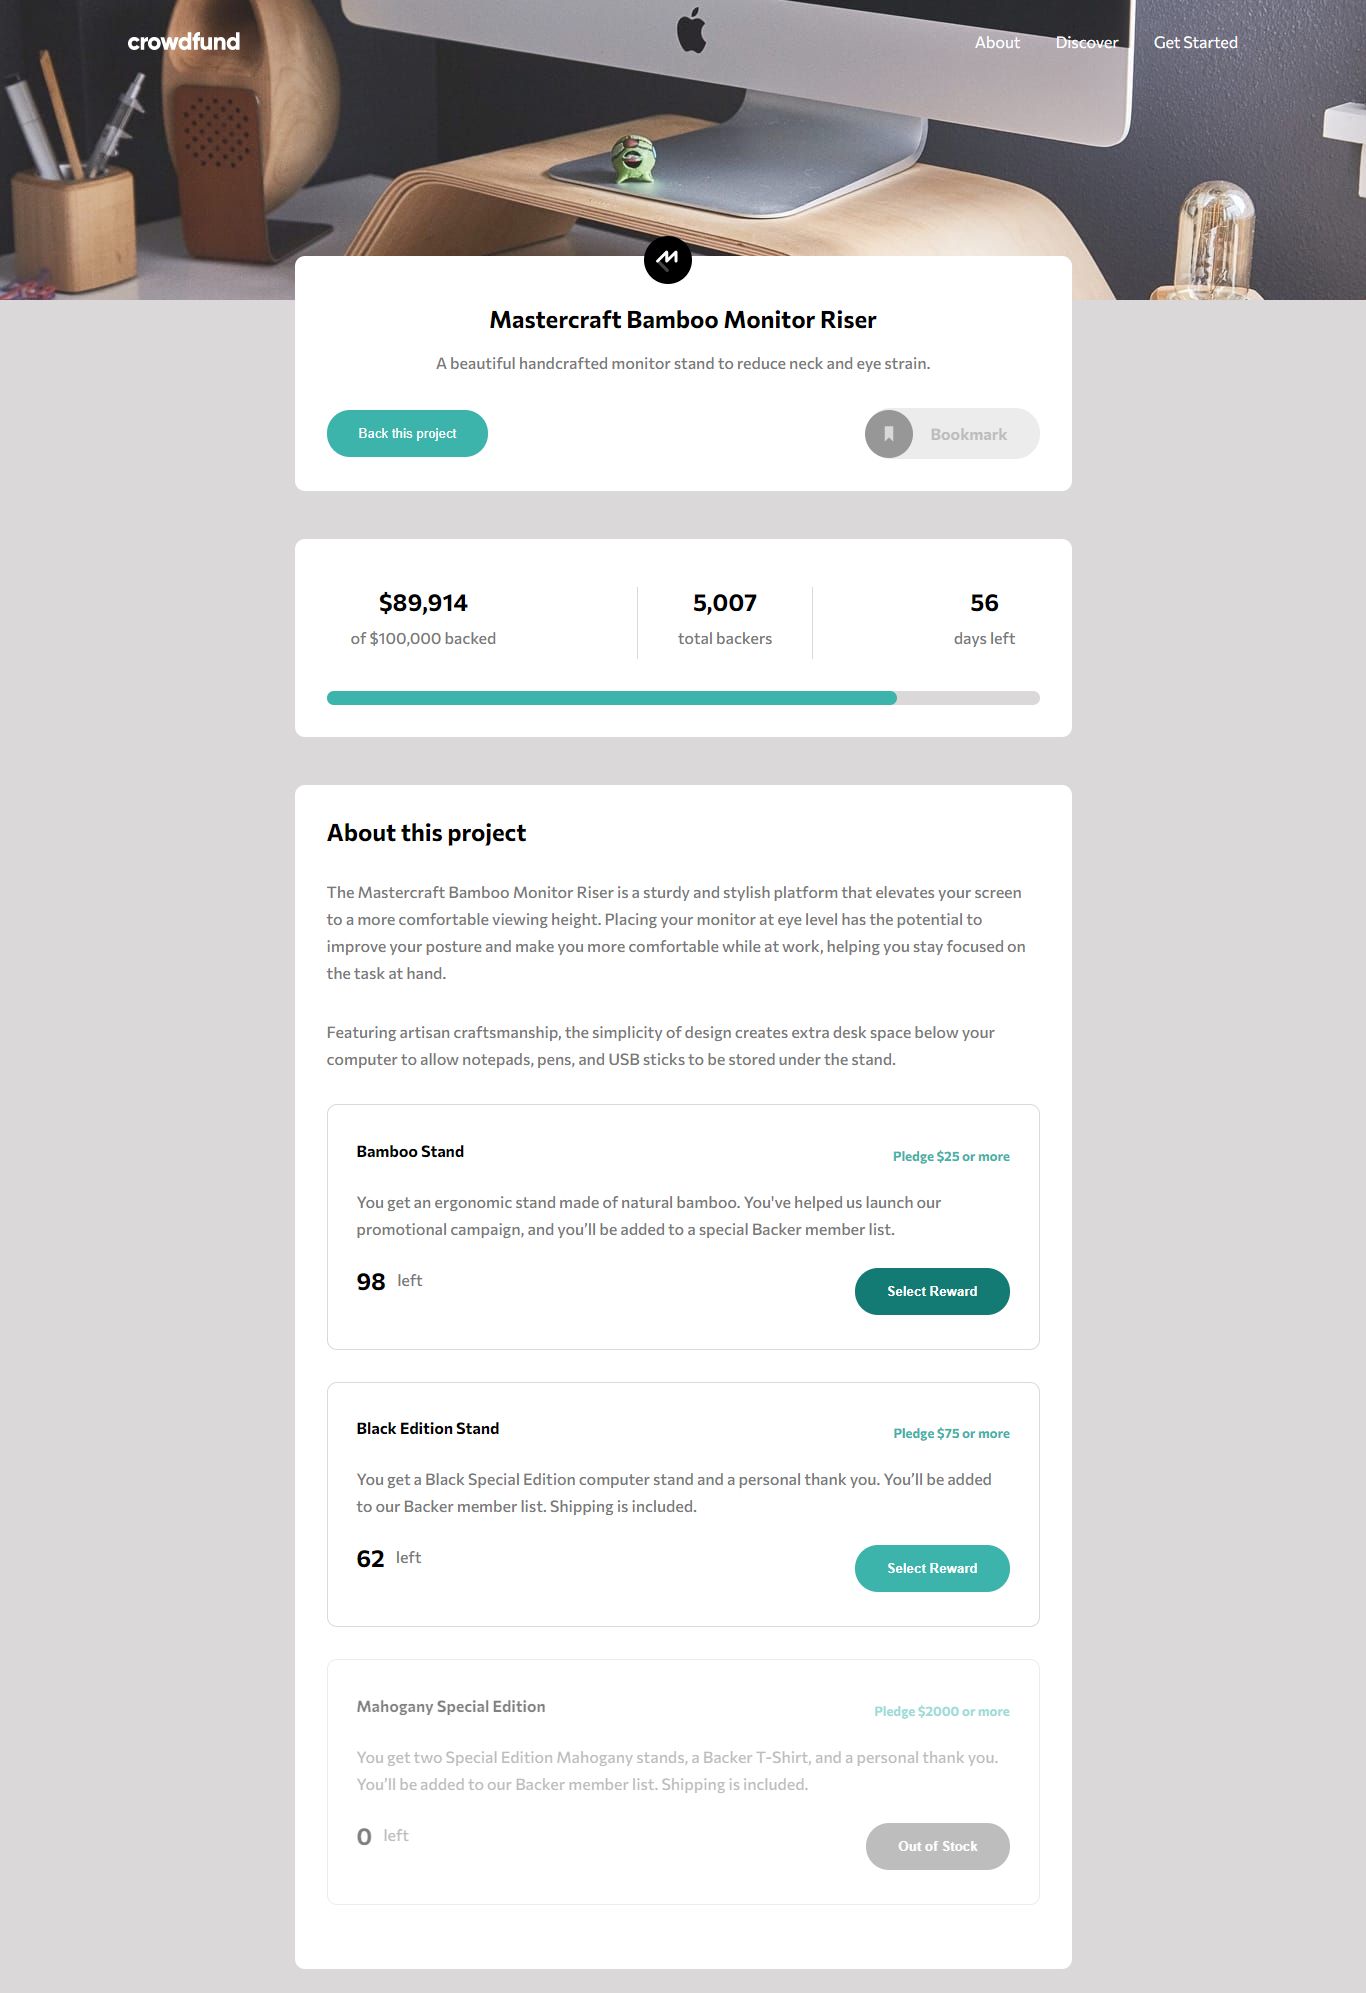 crowdfund
About Discover Get Started
Mastercraft Bamboo Monitor Riser
A beautiful handcrafted monitor stand to reduce neck and eye strain.
Back this project
Bookmark
$89,914
of $100,000 backed
5,007
total backers
56
days left
About this project
The Mastercraft Bamboo Monitor Riser is a sturdy and stylish platform that elevates your screen
to a more comfortable viewing height. Placing your monitor at eye level has the potential to
improve your posture and make you more comfortable while at work, helping you stay focused on
the task at hand.
Featuring artisan craftsmanship, the simplicity of design creates extra desk space below your
computer to allow notepads, pens, and USB sticks to be stored under the stand.
Bamboo Stand
Pledge $25 or more
You get an ergonomic stand made of natural bamboo. You've helped us launch our
promotional campaign, and you’ll be added to a special Backer member list.
98 left
Select Reward
Black Edition Stand
Pledge $75 or more
You get a Black Special Edition computer stand and a personal thank you. You’ll be added
to our Backer member list. Shipping is included.
62 left
Select Reward
Mahogany Special Edition
Pledge $2000 or more
You get two Special Edition Mahogany stands, a Backer T-Shirt, and a personal thank you.
You’ll be added to our Backer member list. Shipping is included.
0 left
Out of Stock